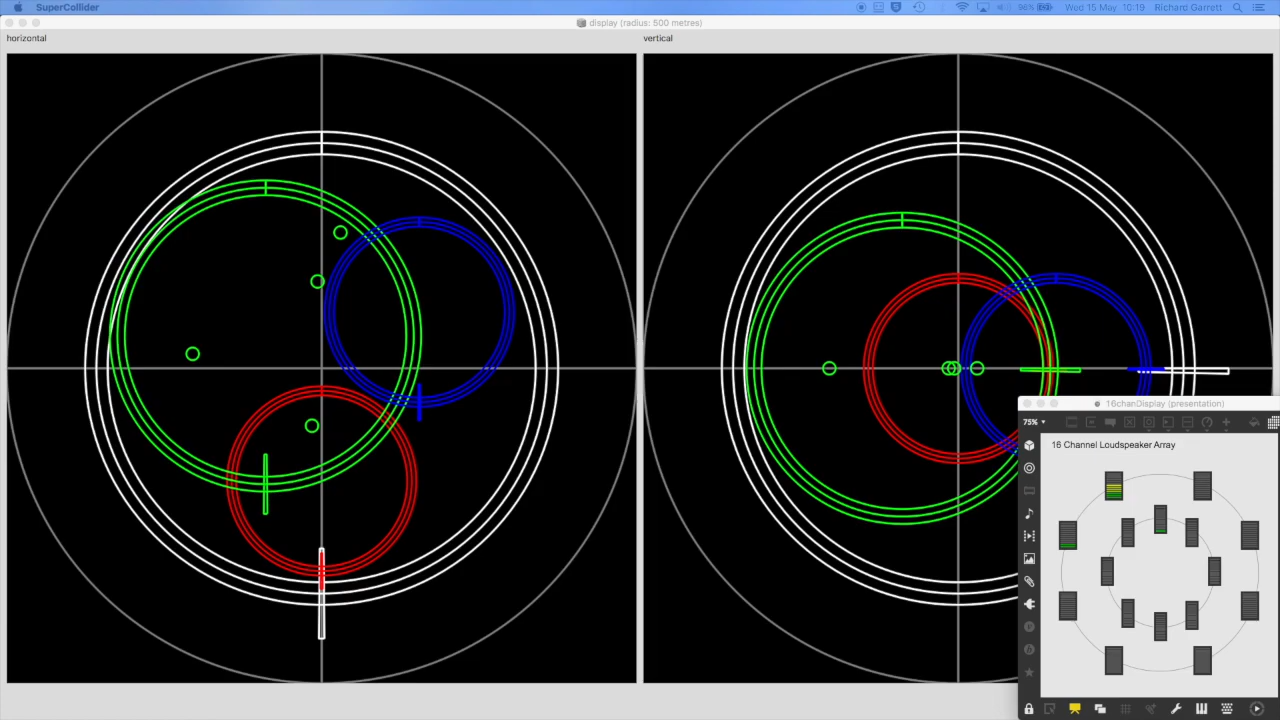 SuperCollider
96%
Wed 15 May 10:19 Richard Garrett
display (radius: 500 metres)
horizontal
vertical
16chanDisplay (presentation)
75%
16 Channel Loudspeaker Array